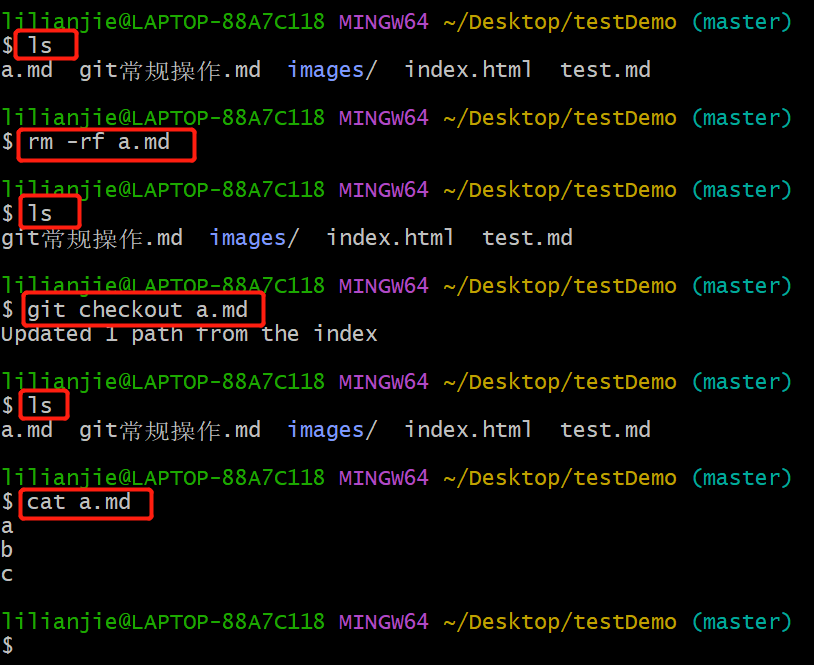 lilianjie@LAPTOP-88A7C118 MINGW64 ~/Desktop/testDemo (master)
$ ls
a.md  git常规操作.md  images/  index.html  test.md
lilianjie@LAPTOP-88A7C118 MINGW64 ~/Desktop/testDemo (master)
$ rm -rf a.md
lilianjie@LAPTOP-88A7C118 MINGW64 ~/Desktop/testDemo (master)
$ ls
git常规操作.md  images/  index.html  test.md
lilianjie@LAPTOP-88A7C118 MINGW64 ~/Desktop/testDemo (master)
$ git checkout a.md
Updated 1 path from the index
lilianjie@LAPTOP-88A7C118 MINGW64 ~/Desktop/testDemo (master)
$ ls
a.md  git常规操作.md  images/  index.html  test.md
lilianjie@LAPTOP-88A7C118 MINGW64 ~/Desktop/testDemo (master)
$ cat a.md
a
b
c
lilianjie@LAPTOP-88A7C118 MINGW64 ~/Desktop/testDemo (master)
$